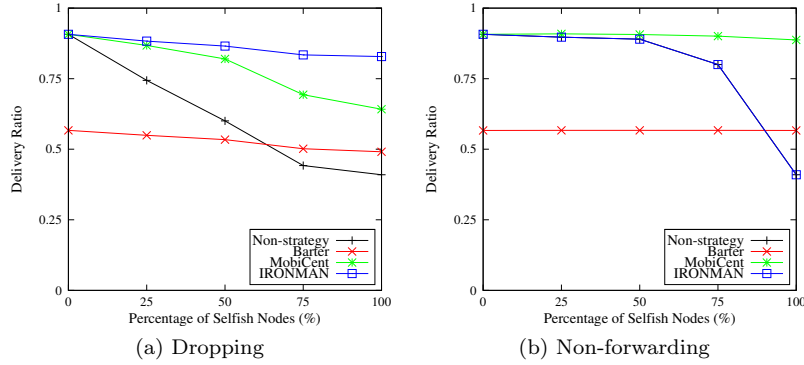 1
0.75
0.5
0.25
0
Delivery Ratio
Non-strategy
Barter
MobiCent
IRONMAN
0 25 50 75 100
Percentage of Selfish Nodes (%)
(a) Dropping
1
0.75
0.5
0.25
0
Delivery Ratio
Non-strategy
Barter
MobiCent
IRONMAN
0 25 50 75 100
Percentage of Selfish Nodes (%)
(b) Non-forwarding